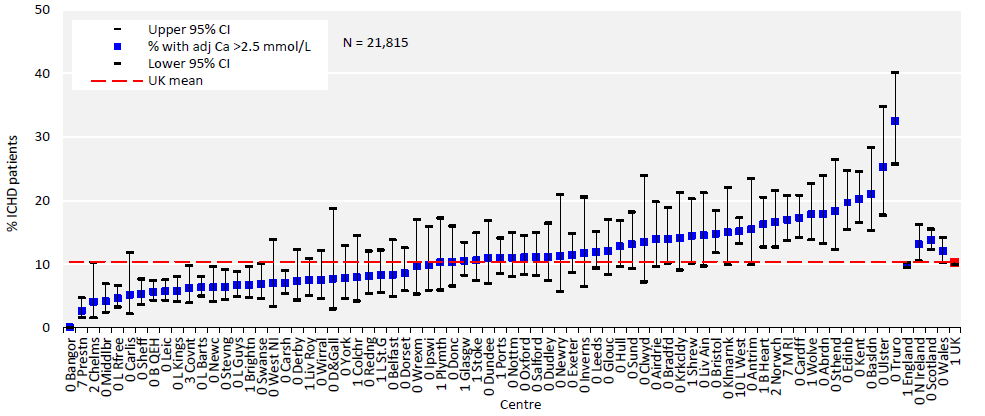 50
40
30
20
10
0
% ICHD patients
Upper 95% CI
% with adj Ca >2.5 mmol/L
Lower 95% CI
UK mean
N = 21,815
0 Bangor
7 Prestn
2 Chelms
0 Middlbr
0 L Rfree
0 Carlis
0 Sheff
0 B QEH
0 Leic
0 L Kings
3 Covnt
0 L Barts
0 Newc
0 Stevng
0 L Guys
1 Brightn
0 Swanse
0 West NI
0 Carsh
0 Derby
1 Liv Roy
0 Wirral
0 D&Gall
0 York
1 Colchr
0 Redng
1 L St.G
0 Belfast
0 Dorset
0 Wrexm
0 Ipswi
1 Plymth
0 Donc
1 Glasgw
1 Stoke
0 Dundee
1 Ports
0 Nottm
0 Oxford
0 Salford
0 Dudley
0 Newry
0 Exeter
0 Inverns
0 Leeds
0 Glouc
0 Hull
0 Sund
0 Clwyd
0 Airdrie
0 Bradfd
0 Krkcldy
1 Shrew
0 Liv Ain
0 Bristol
0 Klmarnk
10 L West
0 Antrim
1 B Heart
2 Norwch
7 M RI
0 Cardff
1 Wolve
0 Abrdn
0 Sthend
0 Edinb
0 Kent
0 Basldn
0 Ulster
0 Truro
1 England
0 N Ireland
0 Scotland
0 Wales
1 UK
Centre